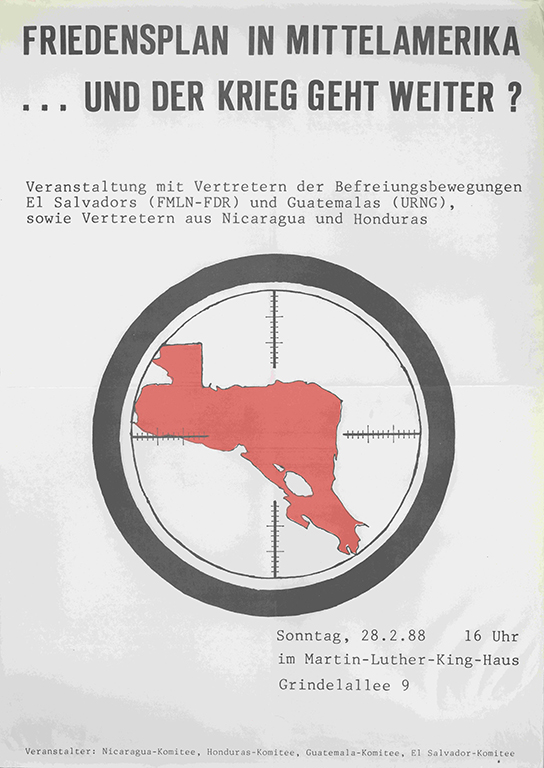 FRIEDENSPLAN IN MITTELAMERIKA
... UND DER KRIEG GEHT WEITER ?
Veranstaltung mit Vertretern der Befreiungsbewegungen
El Salvadors (FMLN-FDR) und Guatemalas (URNG),
sowie Vertretern aus Nicaragua und Honduras
Sonntag, 28.2.88 16 Uhr
im Martin-Luther-King-Haus
Grindelallee 9
Veranstalter: Nicaragua-Komitee, Honduras-Komitee, Guatemala-Komitee, El Salvador-Komitee